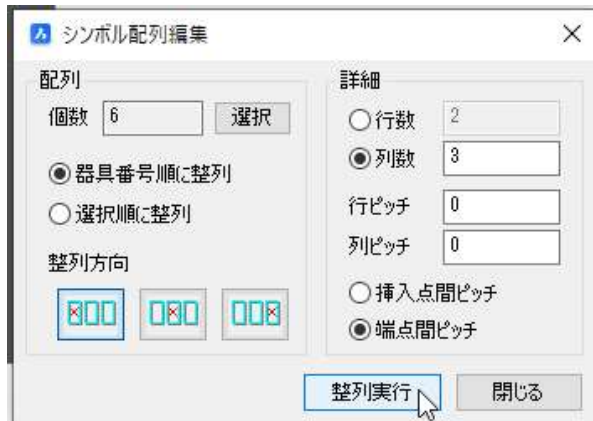 シンボル配列編集
配列
個数 6 選択
器具番号順に整列
選択順に整列
整列方向
詳細
行数 2
列数 3
行ピッチ 0
列ピッチ 0
挿入点間ピッチ
端点間ピッチ
整列実行 閉じる